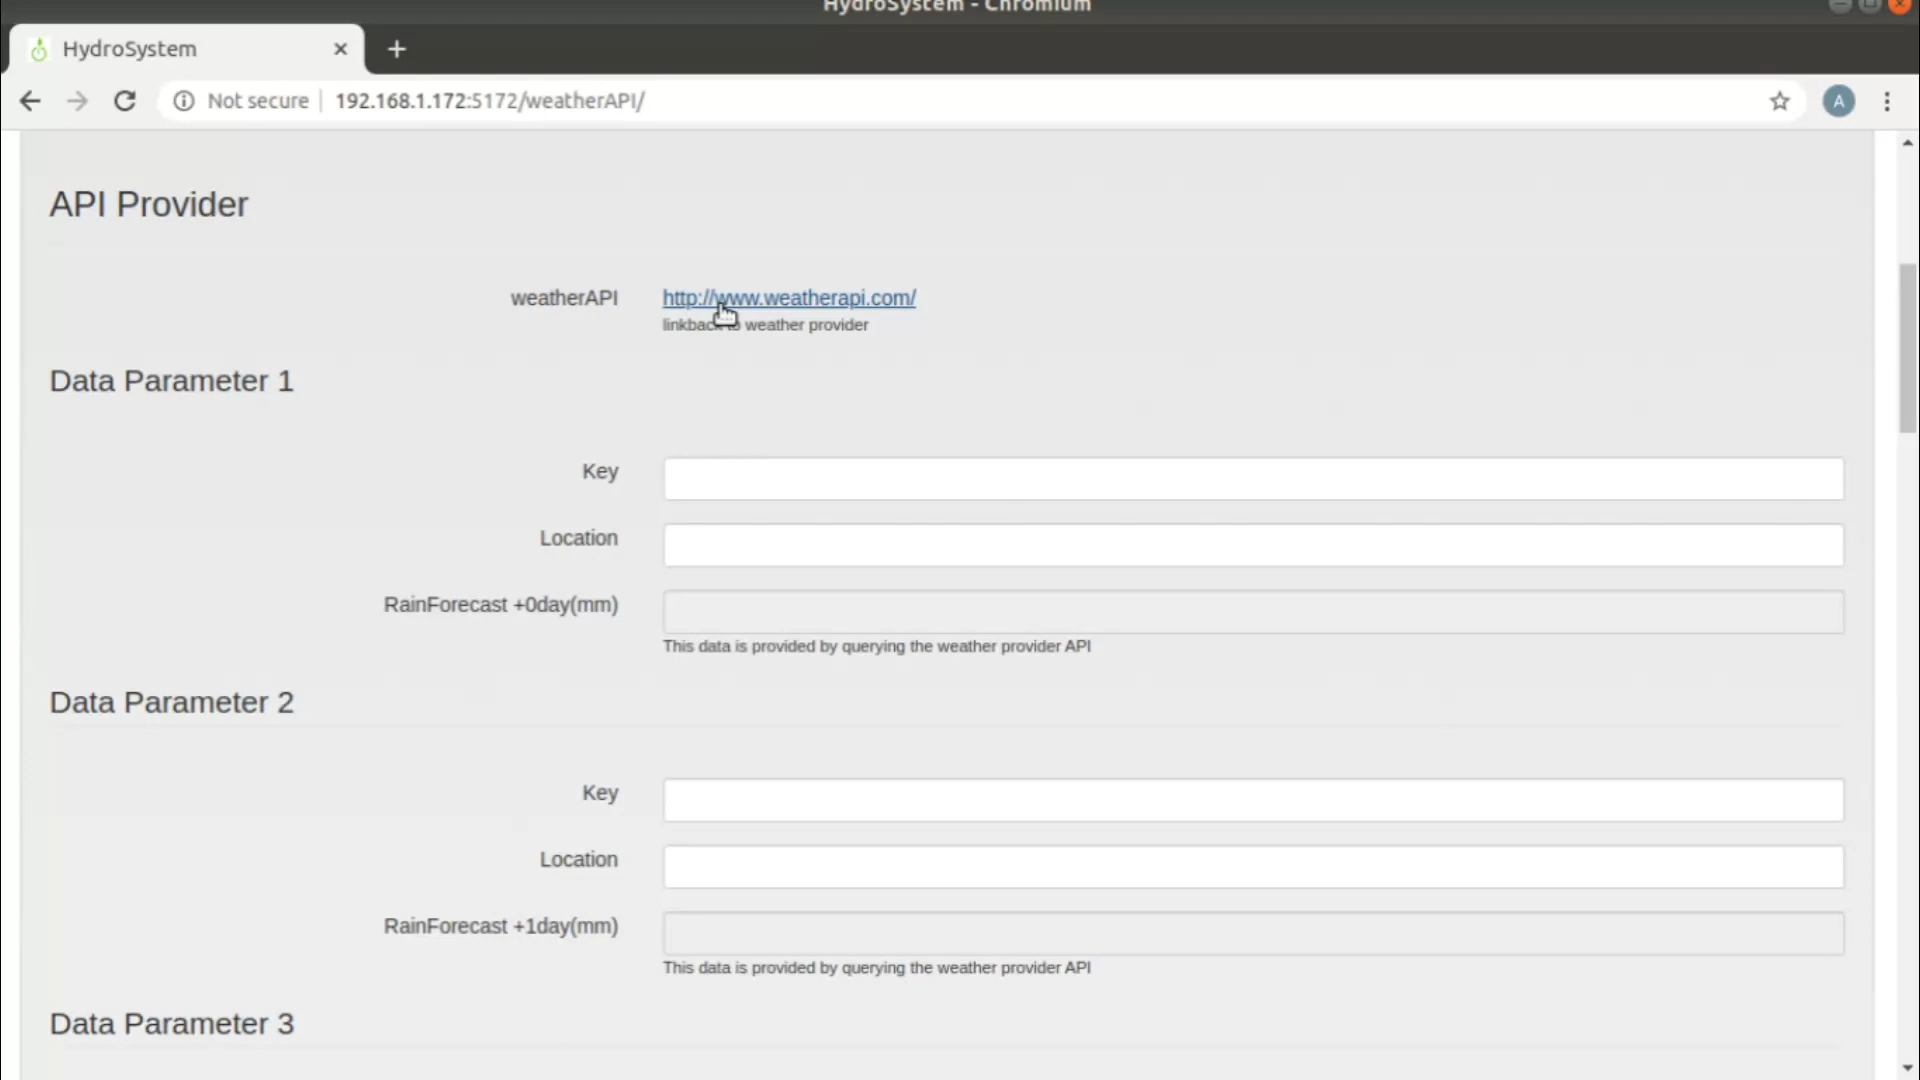 HydroSystem - Chromium
HydroSystem
Not secure 192.168.1.172:5172/weatherAPI/
A
API Provider
weatherAPI http://www.weatherapi.com/
linkback to weather provider
Data Parameter 1
Key
Location
RainForecast +0day(mm)
This data is provided by querying the weather provider API
Data Parameter 2
Key
Location
RainForecast +1day(mm)
This data is provided by querying the weather provider API
Data Parameter 3